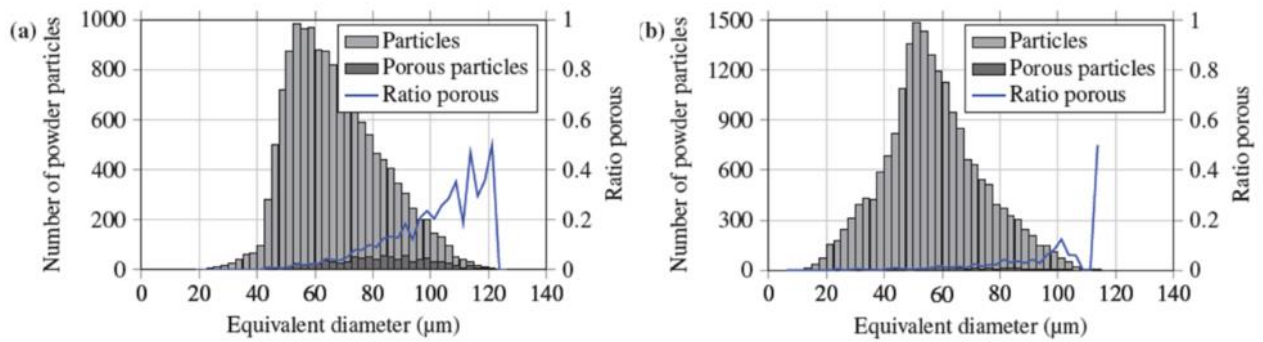 (a)
Number of powder particles
1000
800
600
400
200
0
0 20 40 60 80 100 120 140
Equivalent diameter (μm)
Particles
Porous particles
Ratio porous
1
0.8
0.6
0.4
0.2
0
Ratio porous
(b)
Number of powder particles
1500
1200
900
600
300
0
0 20 40 60 80 100 120 140
Equivalent diameter (μm)
Particles
Porous particles
Ratio porous
1
0.8
0.6
0.4
0.2
0
Ratio porous